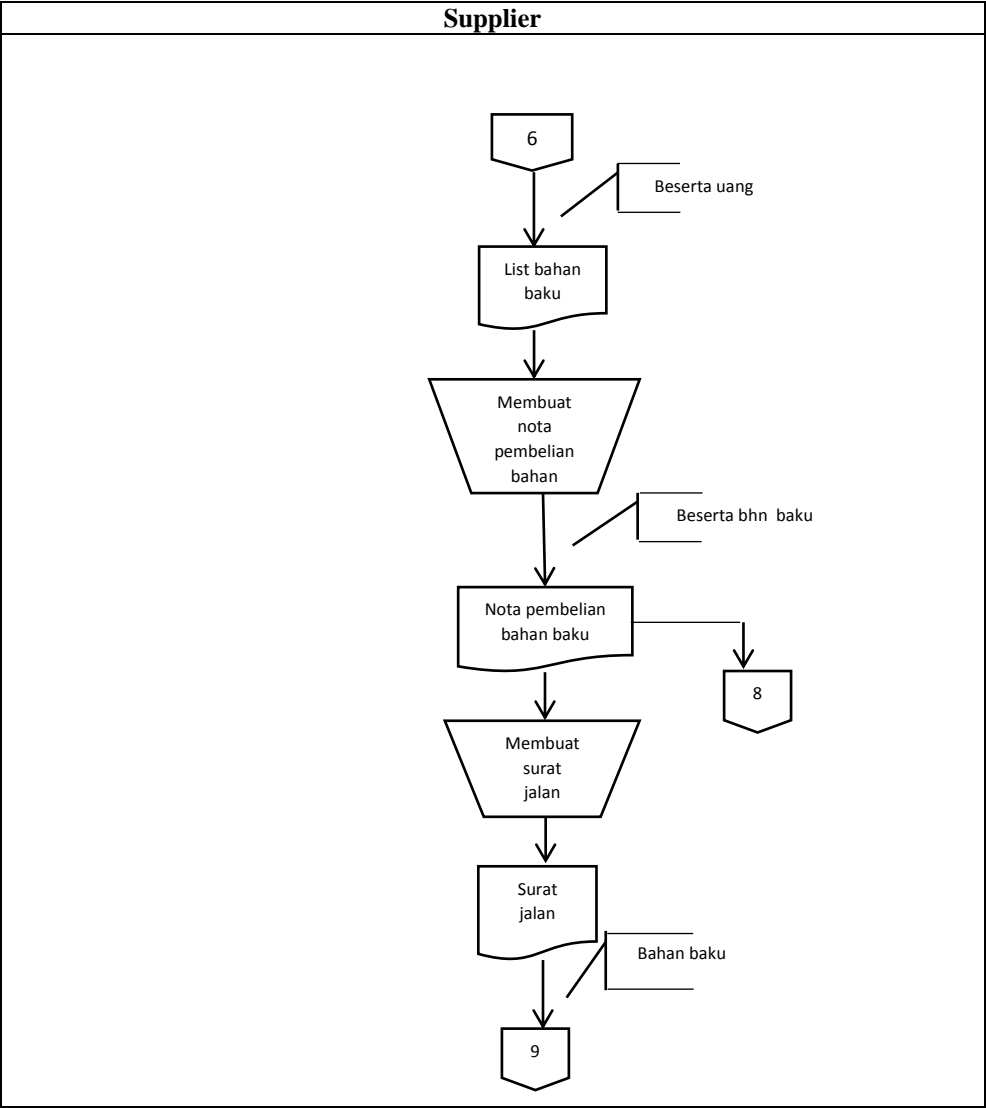 Supplier
6
Beserta uang
List bahan
baku
Membuat
nota
pembelian
bahan
Beserta bhn  baku
Nota pembelian
bahan baku
8
Membuat
surat
jalan
Surat
jalan
Bahan baku
9